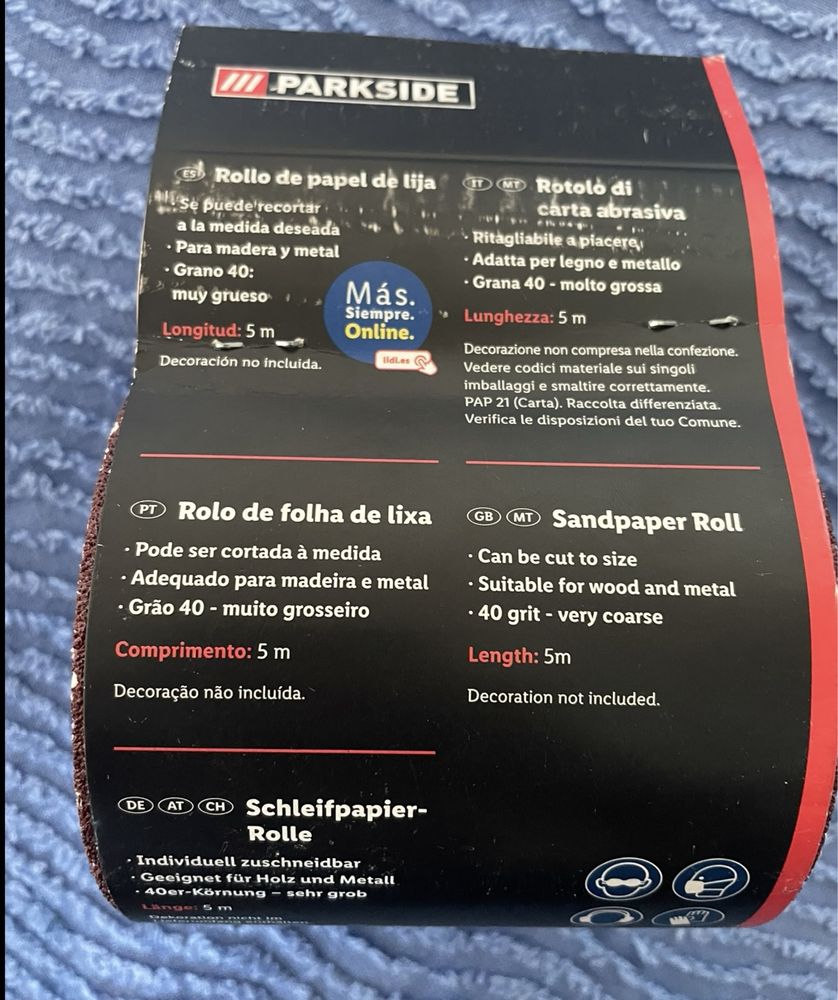 PARKSIDE
ES Rollo de papel de lija
· Se puede recortar
a la medida deseada
· Para madera y metal
· Grano 40:
muy grueso
Longitud: 5 m
Decoración no incluida.
Más.
Siempre.
Online.
lidl.es
IT MT Rotolo di
carta abrasiva
· Ritagliabile a piacere
· Adatta per legno e metallo
· Grana 40 - molto grossa
Lunghezza: 5 m
Decorazione non compresa nella confezione.
Vedere codici materiale sui singoli
imballaggi e smaltire correttamente.
PAP 21 (Carta). Raccolta differenziata.
Verifica le disposizioni del tuo Comune.
PT Rolo de folha de lixa
· Pode ser cortada à medida
· Adequado para madeira e metal
· Grão 40 - muito grosseiro
Comprimento: 5 m
Decoração não incluída.
GB MT Sandpaper Roll
· Can be cut to size
· Suitable for wood and metal
· 40 grit - very coarse
Length: 5m
Decoration not included.
DE AT CH Schleifpapier-
Rolle
· Individuell zuschneidbar
· Geeignet für Holz und Metall
· 40er-Körnung – sehr grob
Länge: 5 m
Dekoration nicht im